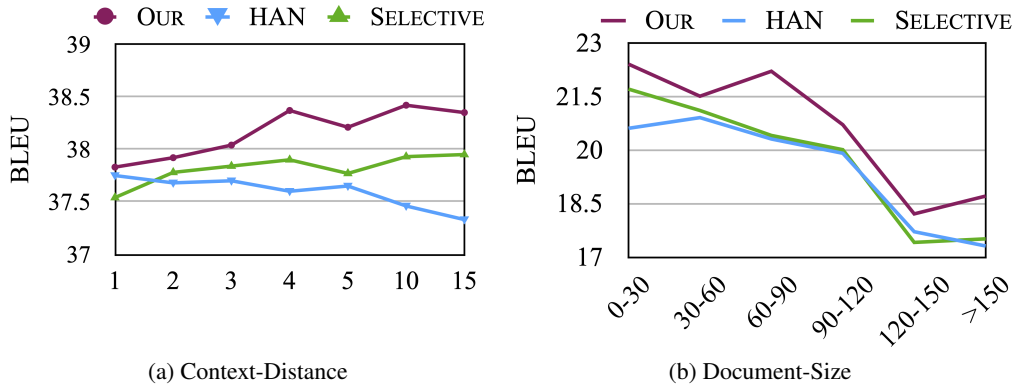 OUR HAN SELECTIVE
39
38.5
38
37.5
37
BLEU
1 2 3 4 5 10 15
(a) Context-Distance
OUR HAN SELECTIVE
23
21.5
20
18.5
17
BLEU
0-30 30-60 60-90 90-120 120-150 >150
(b) Document-Size